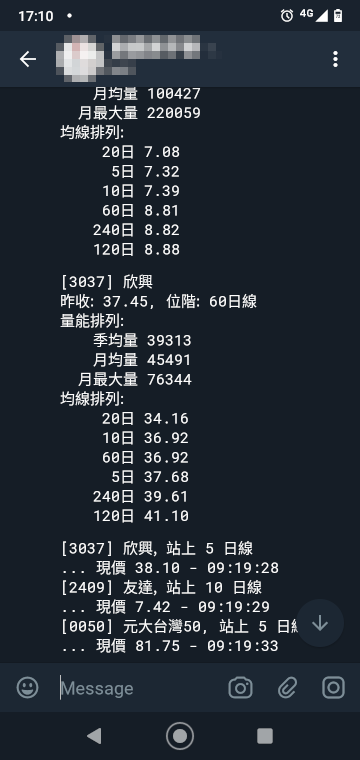 17:10
4G
月均量 100427
月最大量 220059
均線排列:
20日 7.08
5日 7.32
10日 7.39
60日 8.81
240日 8.82
120日 8.88
[3037] 欣興
昨收: 37.45, 位階: 60日線
量能排列:
季均量 39313
月均量 45491
月最大量 76344
均線排列:
20日 34.16
10日 36.92
60日 36.92
5日 37.68
240日 39.61
120日 41.10
[3037] 欣興, 站上 5 日線
... 現價 38.10 - 09:19:28
[2409] 友達, 站上 10 日線
... 現價 7.42 - 09:19:29
[0050] 元大台灣50, 站上 5 日
... 現價 81.75 - 09:19:33
Message